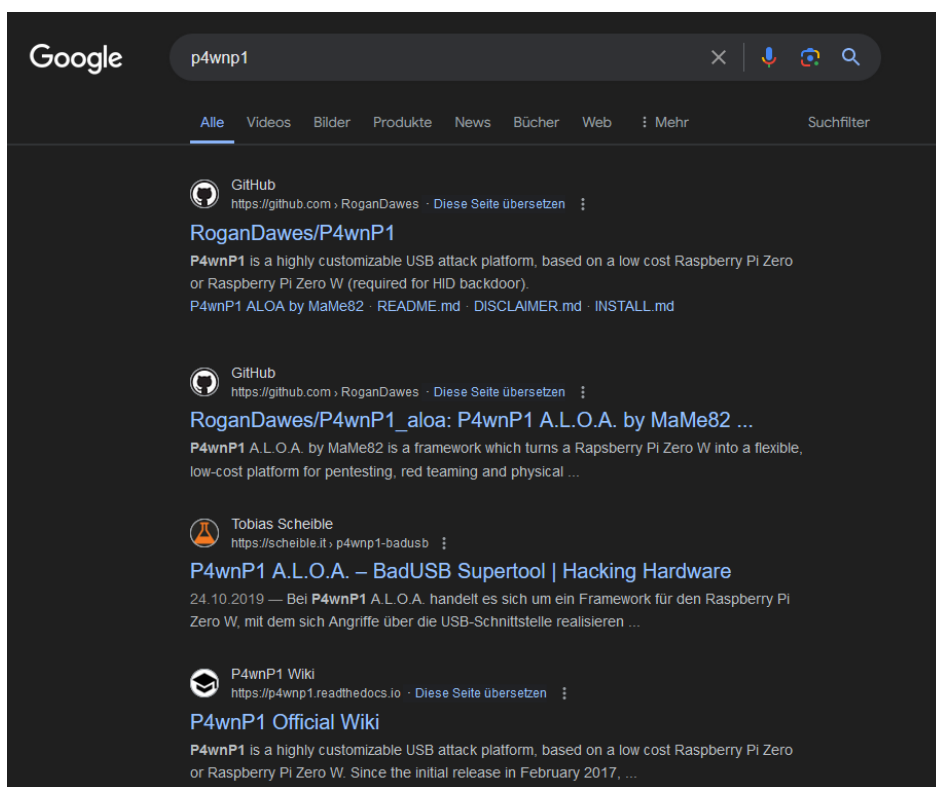 Google
p4wnp1
Alle Videos Bilder Produkte News Bücher Web Mehr Suchfilter
GitHub
https://github.com › RoganDawes · Diese Seite übersetzen
RoganDawes/P4wnP1
P4wnP1 is a highly customizable USB attack platform, based on a low cost Raspberry Pi Zero
or Raspberry Pi Zero W (required for HID backdoor).
P4wnP1 ALOA by MaMe82 · README.md · DISCLAIMER.md · INSTALL.md
GitHub
https://github.com › RoganDawes · Diese Seite übersetzen
RoganDawes/P4wnP1_aloa: P4wnP1 A.L.O.A. by MaMe82 ...
P4wnP1 A.L.O.A. by MaMe82 is a framework which turns a Rapsberry Pi Zero W into a flexible,
low-cost platform for pentesting, red teaming and physical ...
Tobias Scheible
https://scheible.it › p4wnp1-badusb
P4wnP1 A.L.O.A. – BadUSB Supertool | Hacking Hardware
24.10.2019 — Bei P4wnP1 A.L.O.A. handelt es sich um ein Framework für den Raspberry Pi
Zero W, mit dem sich Angriffe über die USB-Schnittstelle realisieren ...
P4wnP1 Wiki
https://p4wnp1.readthedocs.io · Diese Seite übersetzen
P4wnP1 Official Wiki
P4wnP1 is a highly customizable USB attack platform, based on a low cost Raspberry Pi Zero
or Raspberry Pi Zero W. Since the initial release in February 2017, ...